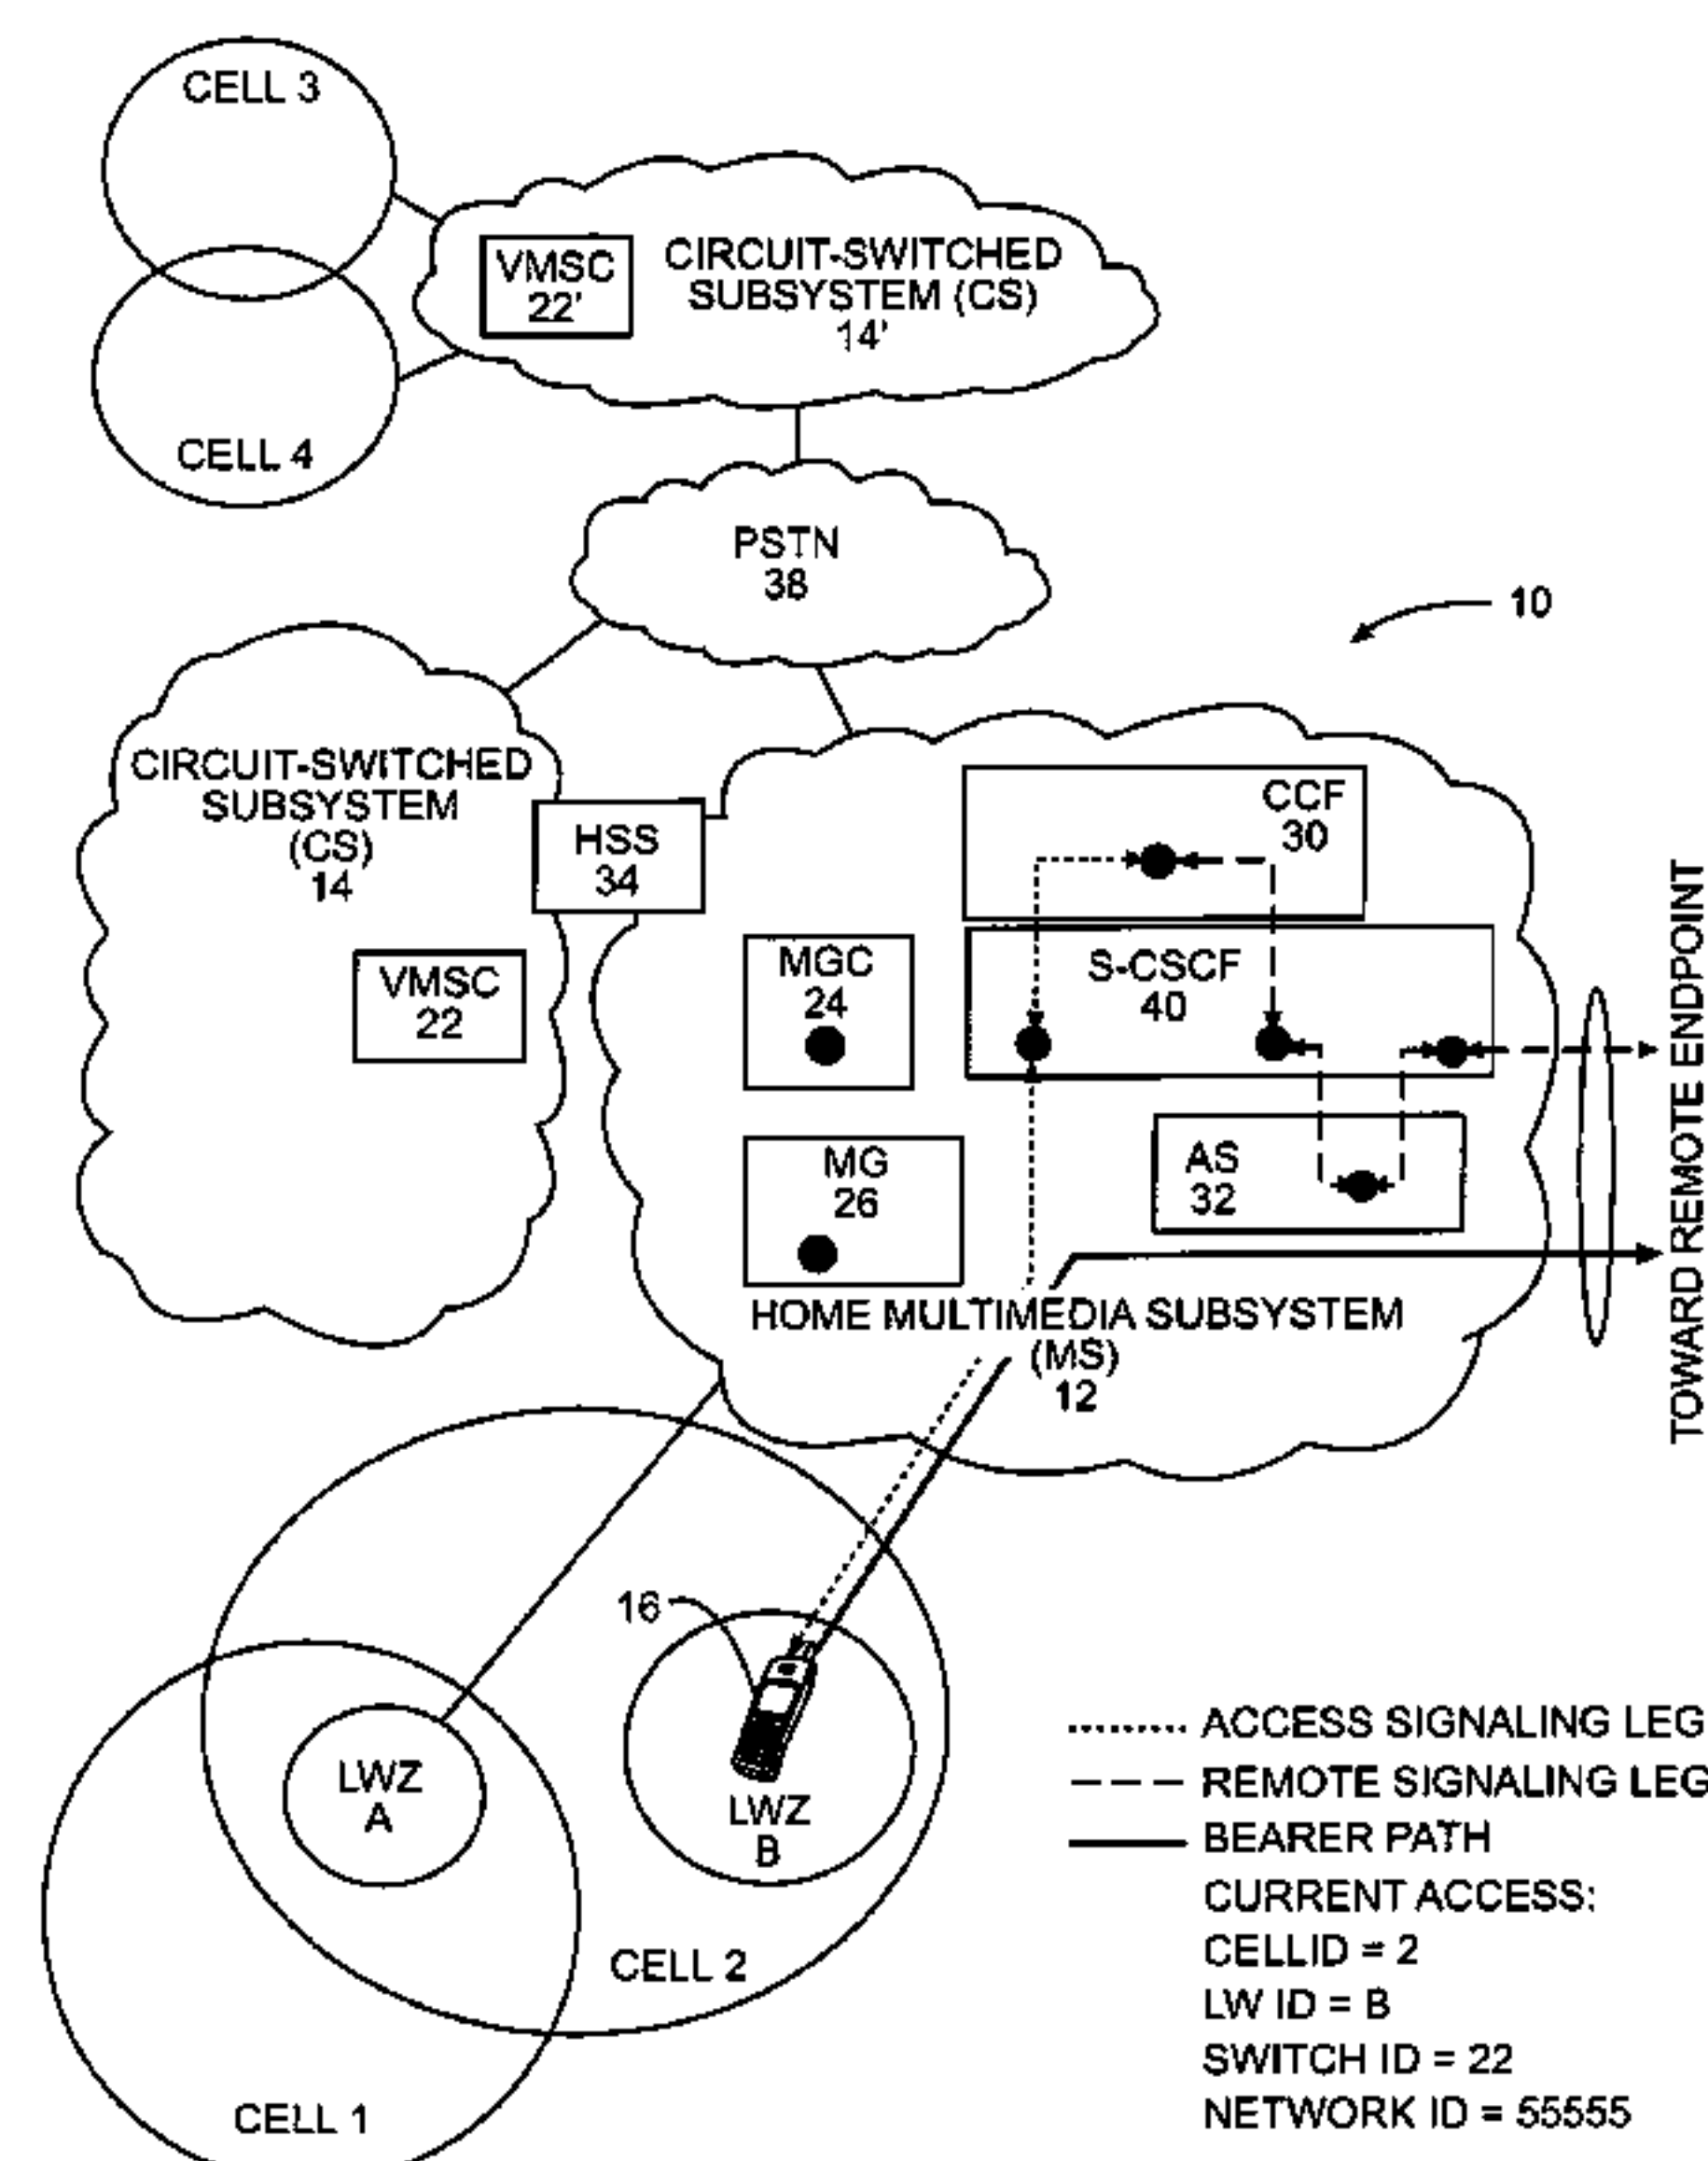 CELL 3
VMSC
22'
CIRCUIT-SWITCHED
SUBSYSTEM (CS)
14'
CELL 4
PSTN
38
10
CIRCUIT-SWITCHED
SUBSYSTEM
(CS)
14
HSS
34
CCF
30
VMSC
22
MGC
24
S-CSCF
40
MG
26
AS
32
TOWARD REMOTE ENDPOINT
HOME MULTIMEDIA SUBSYSTEM
(MS)
12
16
LWZ
A
LWZ
B
CELL 2
CELL 1
ACCESS SIGNALING LEG
REMOTE SIGNALING LEG
BEARER PATH
CURRENT ACCESS:
CELLID = 2
LW ID = B
SWITCH ID = 22
NETWORK ID = 55555